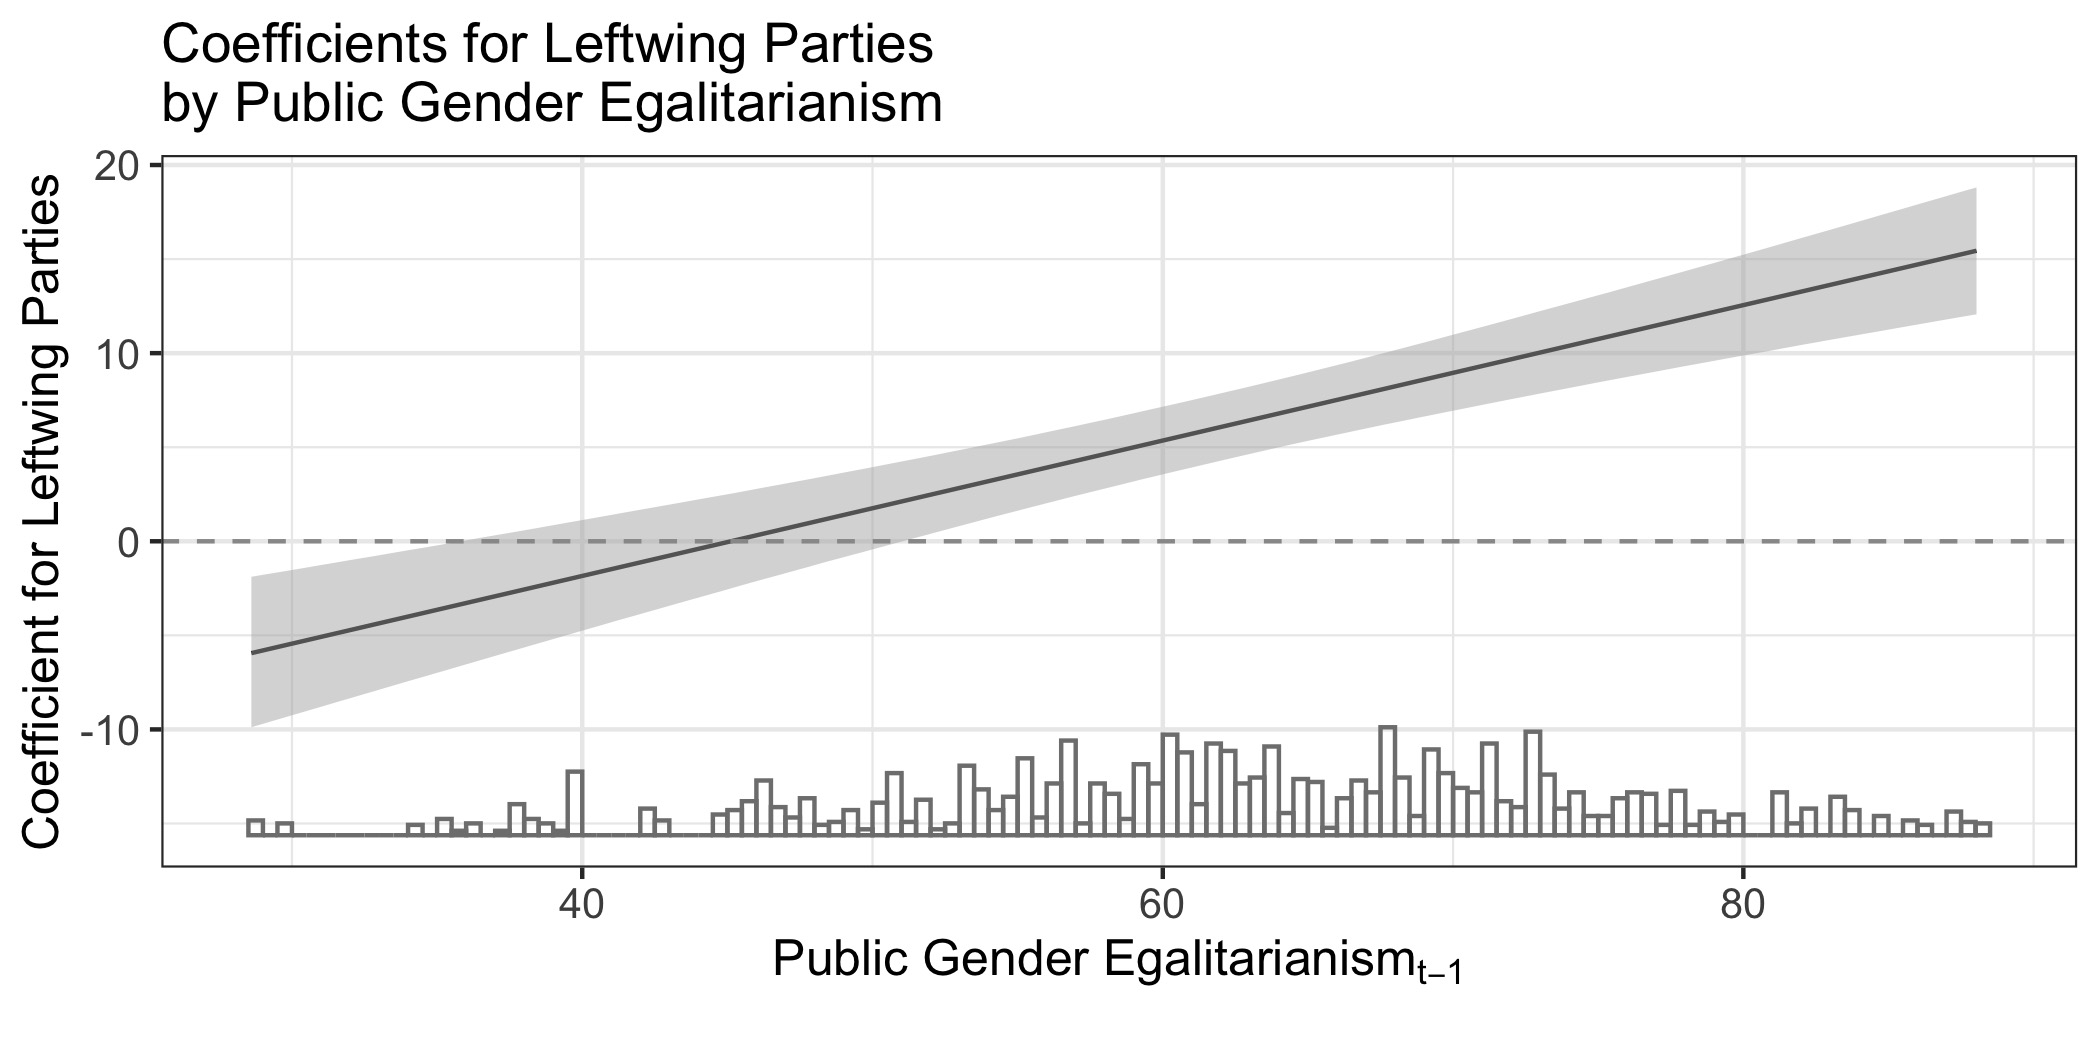 Coefficients for Leftwing Parties
by Public Gender Egalitarianism
Coefficient for Leftwing Parties
20
10
0
-10
40
60
80
Public Gender Egalitarianismt−1